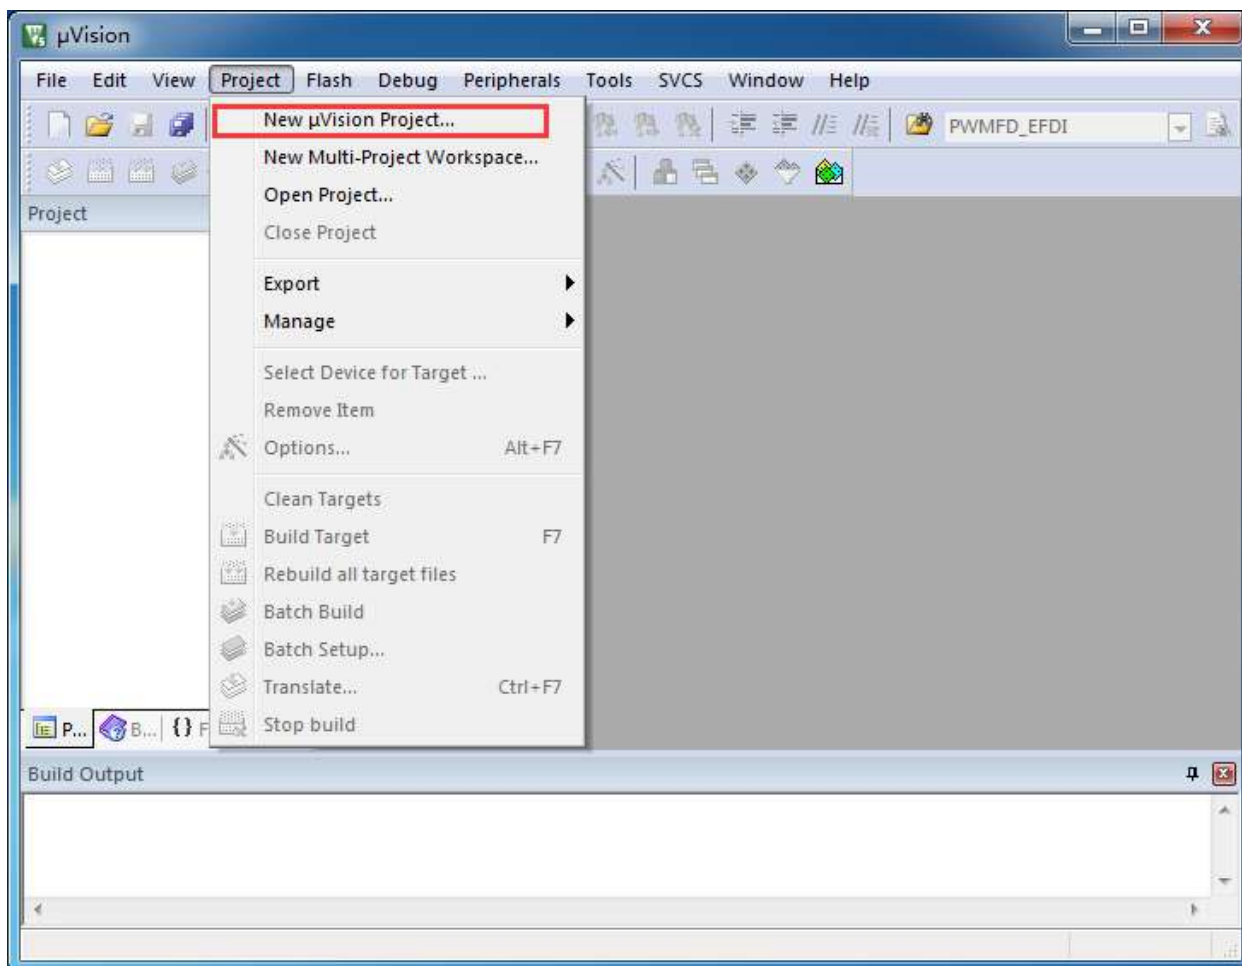 µVision
File Edit View Project Flash Debug Peripherals Tools SVCS Window Help
New µVision Project...
PWMFD_EFDI
New Multi-Project Workspace...
Project
Open Project...
Close Project
Export
Manage
Select Device for Target ...
Remove Item
Options... Alt+F7
Clean Targets
Build Target F7
Rebuild all target files
Batch Build
Batch Setup...
Translate... Ctrl+F7
Stop build
P... B... {} F
Build Output